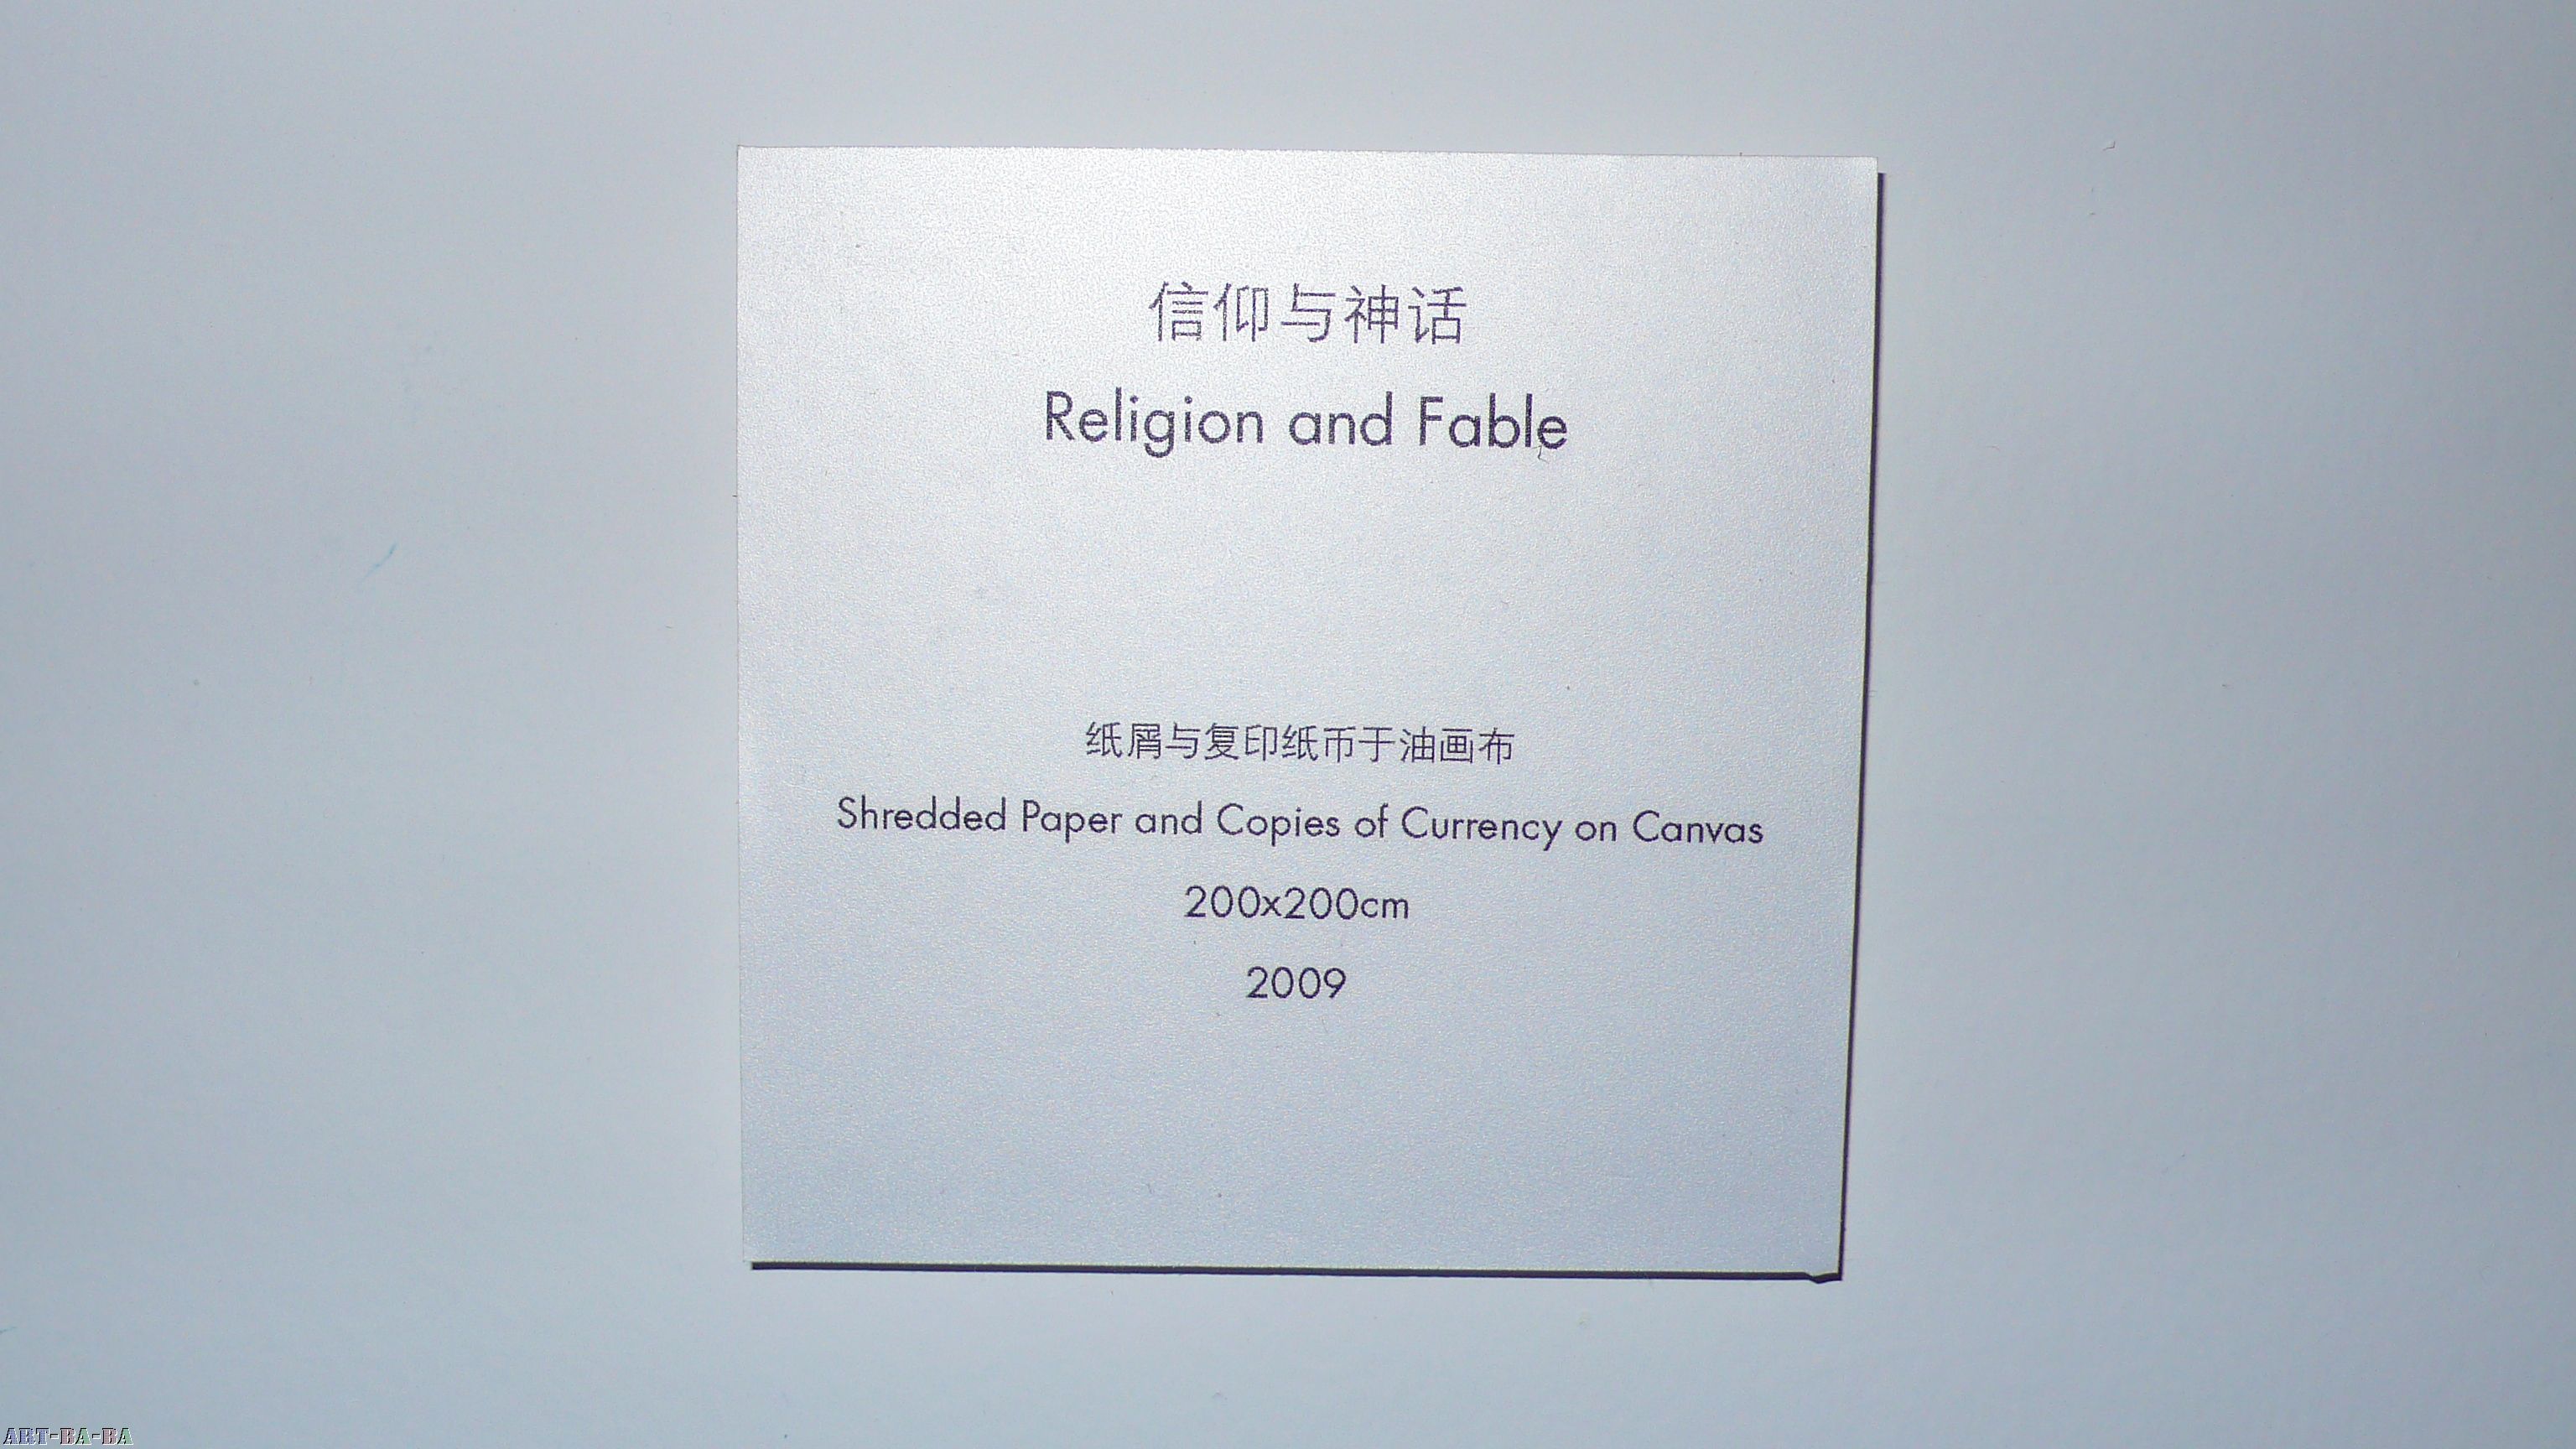 信仰与神话
Religion and Fable
纸屑与复印纸币于油画布
Shredded Paper and Copies of Currency on Canvas
200x200cm
2009
ART-BA-BA